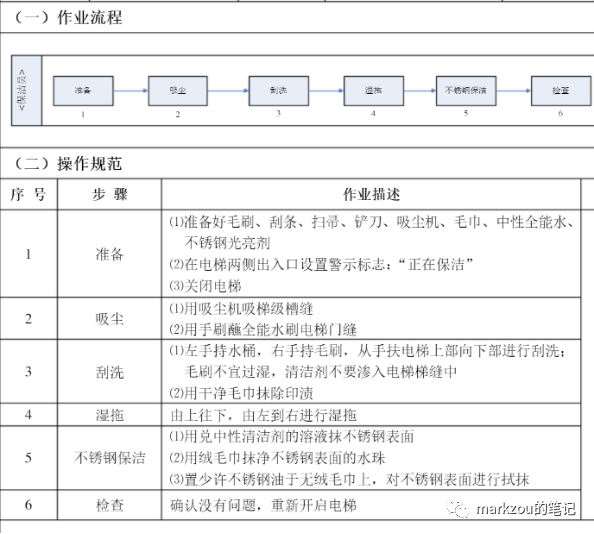 (一)作业流程
<保洁员>
准备
吸尘
刮洗
湿拖
不锈钢保洁
检查
1
2
3
4
5
6
(二)操作规范
序 号
步 骤
作业描述
1
准备
⑴准备好毛刷、刮条、扫帚、铲刀、吸尘机、毛巾、中性全能水、
不锈钢光亮剂
⑵在电梯两侧出入口设置警示标志:“正在保洁”
⑶关闭电梯
2
吸尘
⑴用吸尘机吸梯级槽缝
⑵用手刷蘸全能水刷电梯门缝
3
刮洗
⑴左手持水桶，右手持毛刷，从手扶电梯上部向下部进行刮洗；
毛刷不宜过湿，清洁剂不要渗入电梯梯缝中
⑵用干净毛巾抹除印渍
4
湿拖
由上往下，由左到右进行湿拖
5
不锈钢保洁
⑴用兑中性清洁剂的溶液抹不锈钢表面
⑵用绒毛巾抹净不锈钢表面的水珠
⑶置少许不锈钢油于无绒毛巾上，对不锈钢表面进行拭抹
6
检查
确认没有问题，重新开启电梯
markzou的笔记